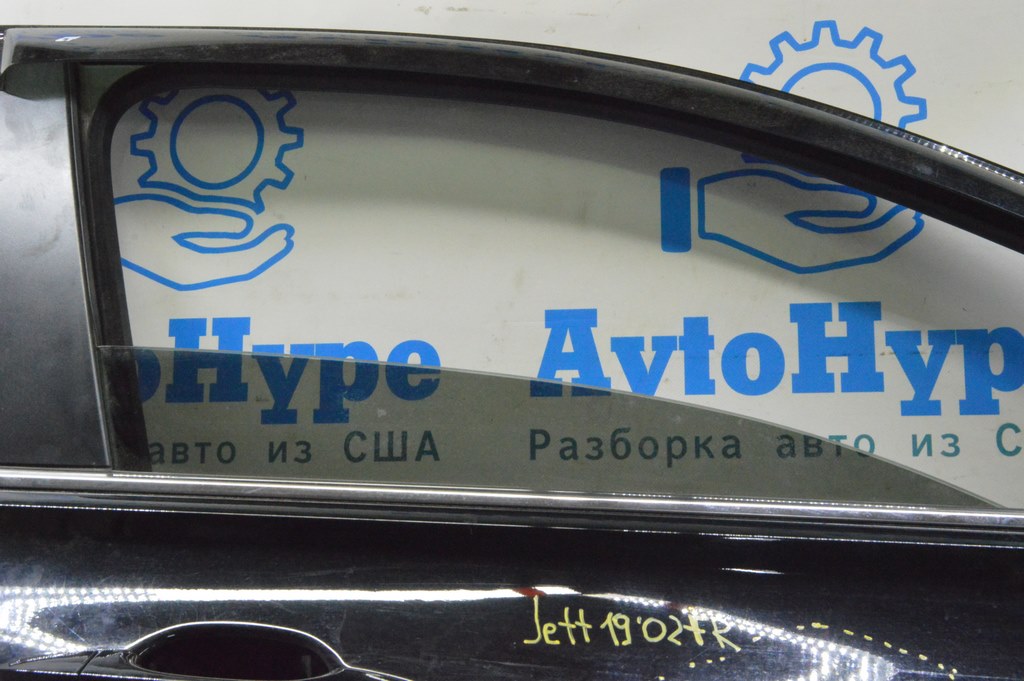 oHype
авто из США
AvtoHyp
Разборка авто из С
Jett 19'02 FR